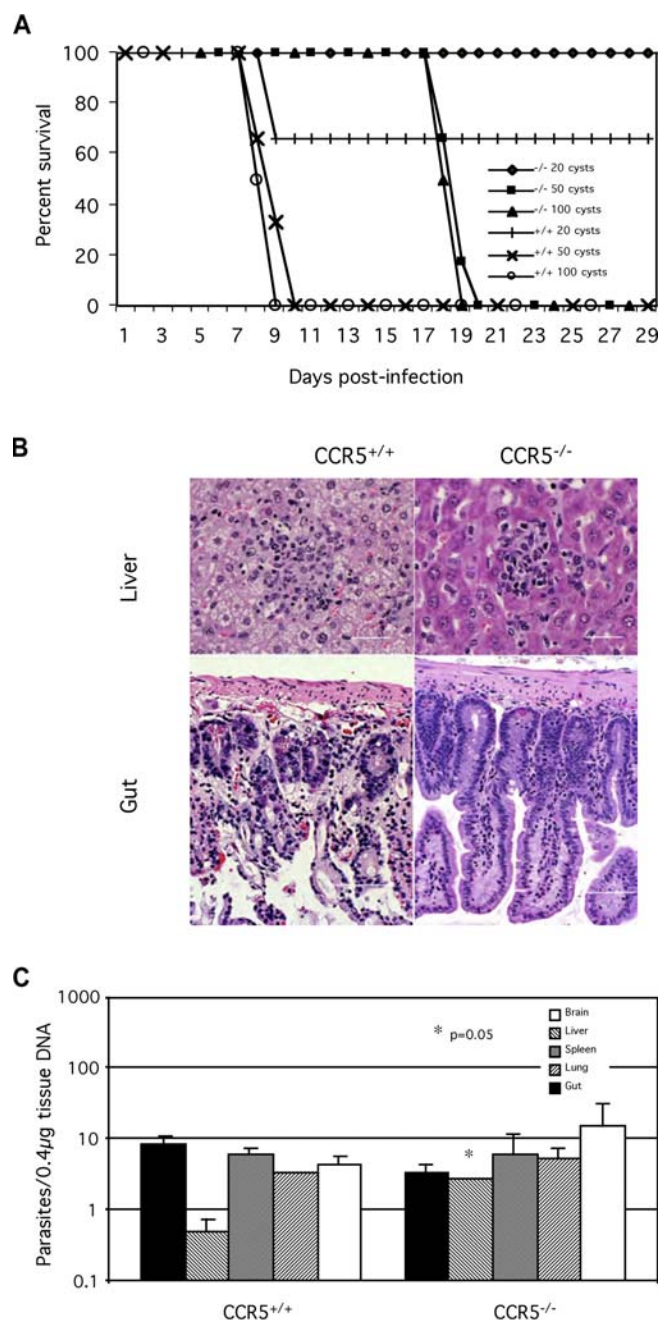 A
Percent survival
100
80
60
40
20
0
-/- 20 cysts
-/- 50 cysts
-/- 100 cysts
+/+ 20 cysts
+/+ 50 cysts
+/+ 100 cysts
1 3 5 7 9 11 13 15 17 19 21 23 25 27 29
Days post-infection
B
CCR5+/+ CCR5-/-
Liver
Gut
C
Parasites/0.4µg tissue DNA
1000
100
10
1
0.1
* p=0.05
Brain
Liver
Spleen
Lung
Gut
*
CCR5+/+ CCR5-/-